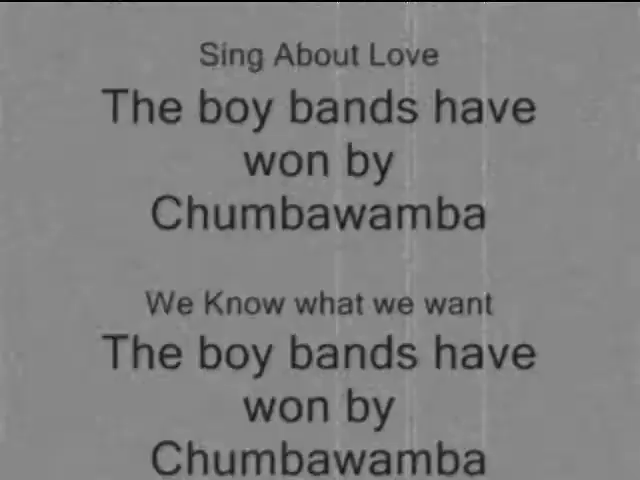 Sing About Love
The boy bands have
won by
Chumbawamba
We Know what we want
The boy bands have
won by
Chumbawamba